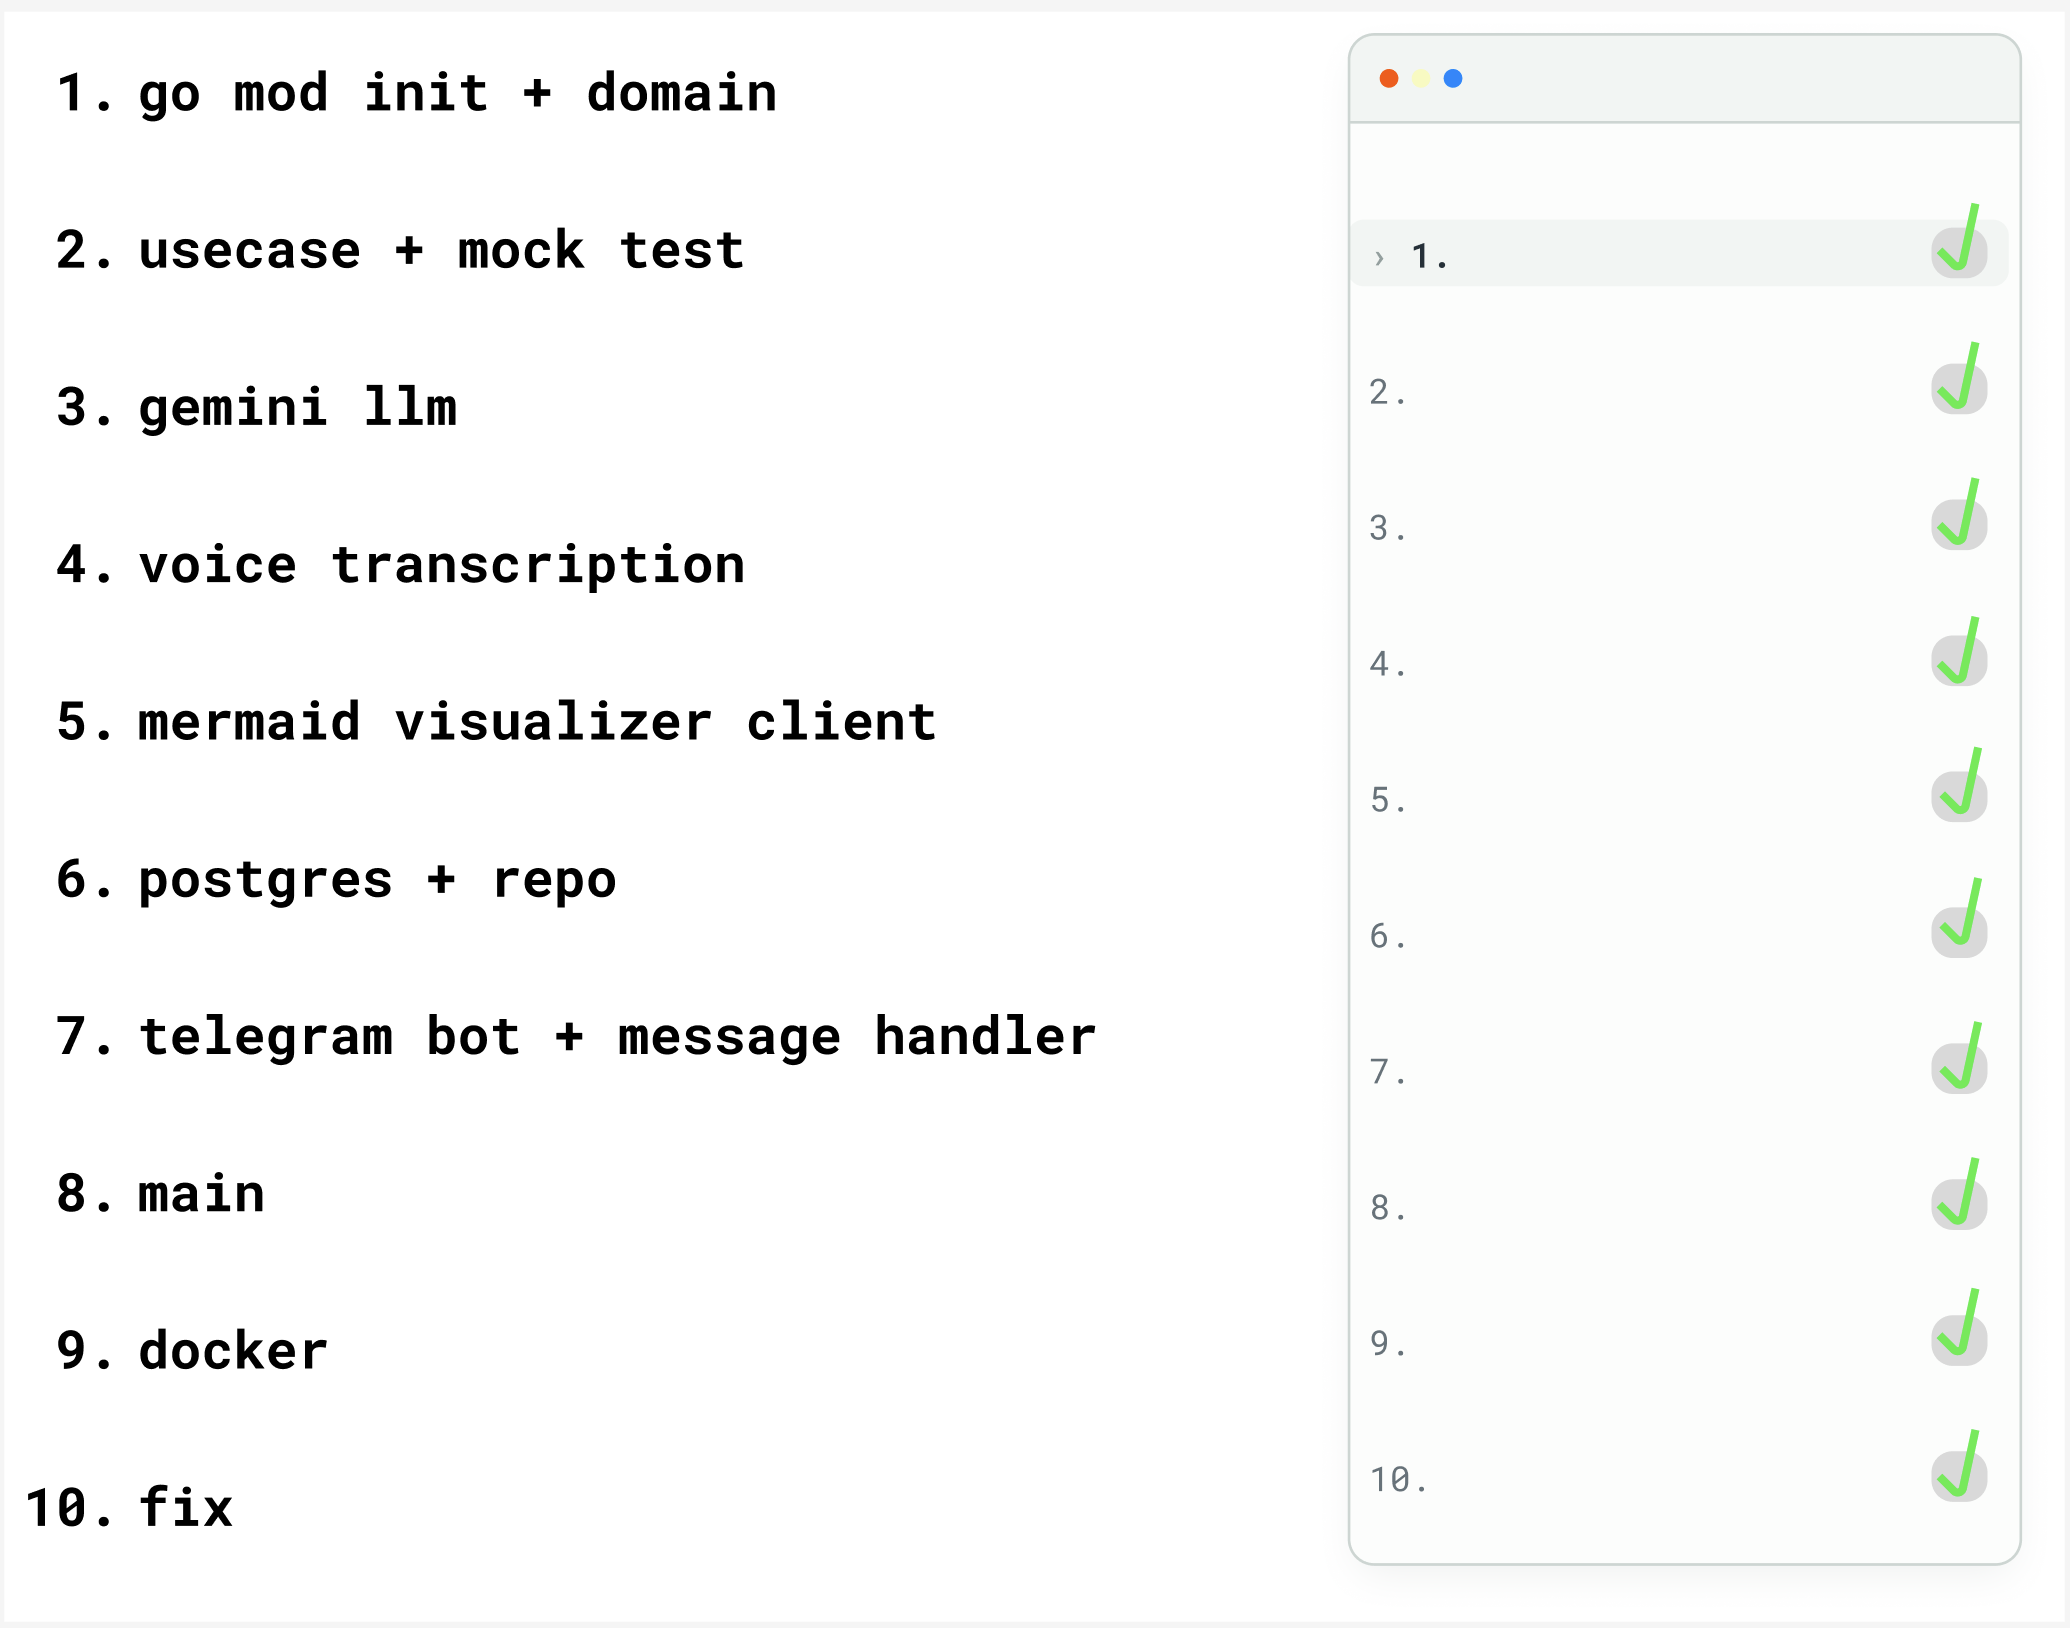 1. go mod init + domain
2. usecase + mock test
3. gemini llm
4. voice transcription
5. mermaid visualizer client
6. postgres + repo
7. telegram bot + message handler
8. main
9. docker
10. fix
› 1.
2.
3.
4.
5.
6.
7.
8.
9.
10.